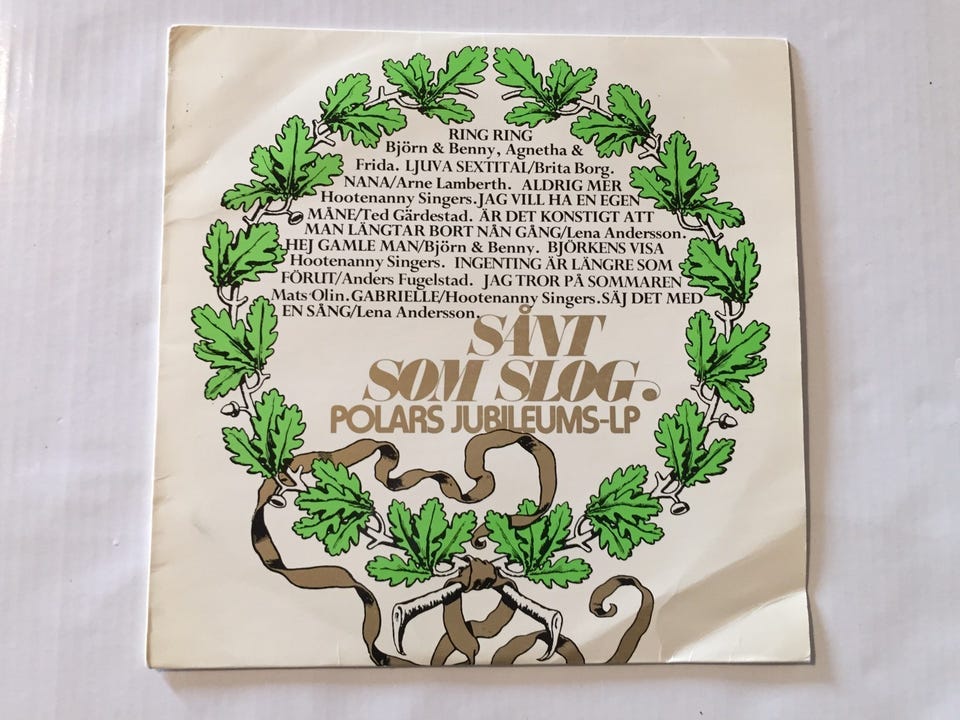 RING RING
Björn & Benny, Agnetha &
Frida. LJUVA SEXTITAL/Brita Borg.
NANA/Arne Lamberth. ALDRIG MER
Hootenanny Singers.JAG VILL HA EN EGEN
MÅNE/Ted Gärdestad. ÄR DET KONSTIGT ATT
MAN LÄNGTAR BORT NÅN GÅNG/Lena Andersson.
HEJ GAMLE MAN/Björn & Benny. BJÖRKENS VISA
Hootenanny Singers. INGENTING ÄR LÄNGRE SOM
FÖRUT/Anders Fugelstad. JAG TROR PÅ SOMMAREN
Mats Olin.GABRIELLE/Hootenanny Singers.SÄJ DET MED
EN SÅNG/Lena Andersson.
SÅNT
SOM SLOG.
POLARS JUBILEUMS-LP